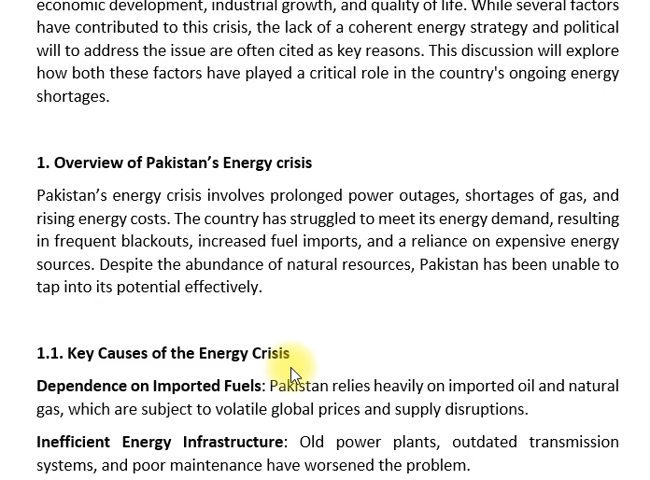 economic development, industrial growth, and quality of life. While several factors
have contributed to this crisis, the lack of a coherent energy strategy and political
will to address the issue are often cited as key reasons. This discussion will explore
how both these factors have played a critical role in the country's ongoing energy
shortages.
1. Overview of Pakistan’s Energy crisis
Pakistan’s energy crisis involves prolonged power outages, shortages of gas, and
rising energy costs. The country has struggled to meet its energy demand, resulting
in frequent blackouts, increased fuel imports, and a reliance on expensive energy
sources. Despite the abundance of natural resources, Pakistan has been unable to
tap into its potential effectively.
1.1. Key Causes of the Energy Crisis
Dependence on Imported Fuels: Pakistan relies heavily on imported oil and natural
gas, which are subject to volatile global prices and supply disruptions.
Inefficient Energy Infrastructure: Old power plants, outdated transmission
systems, and poor maintenance have worsened the problem.